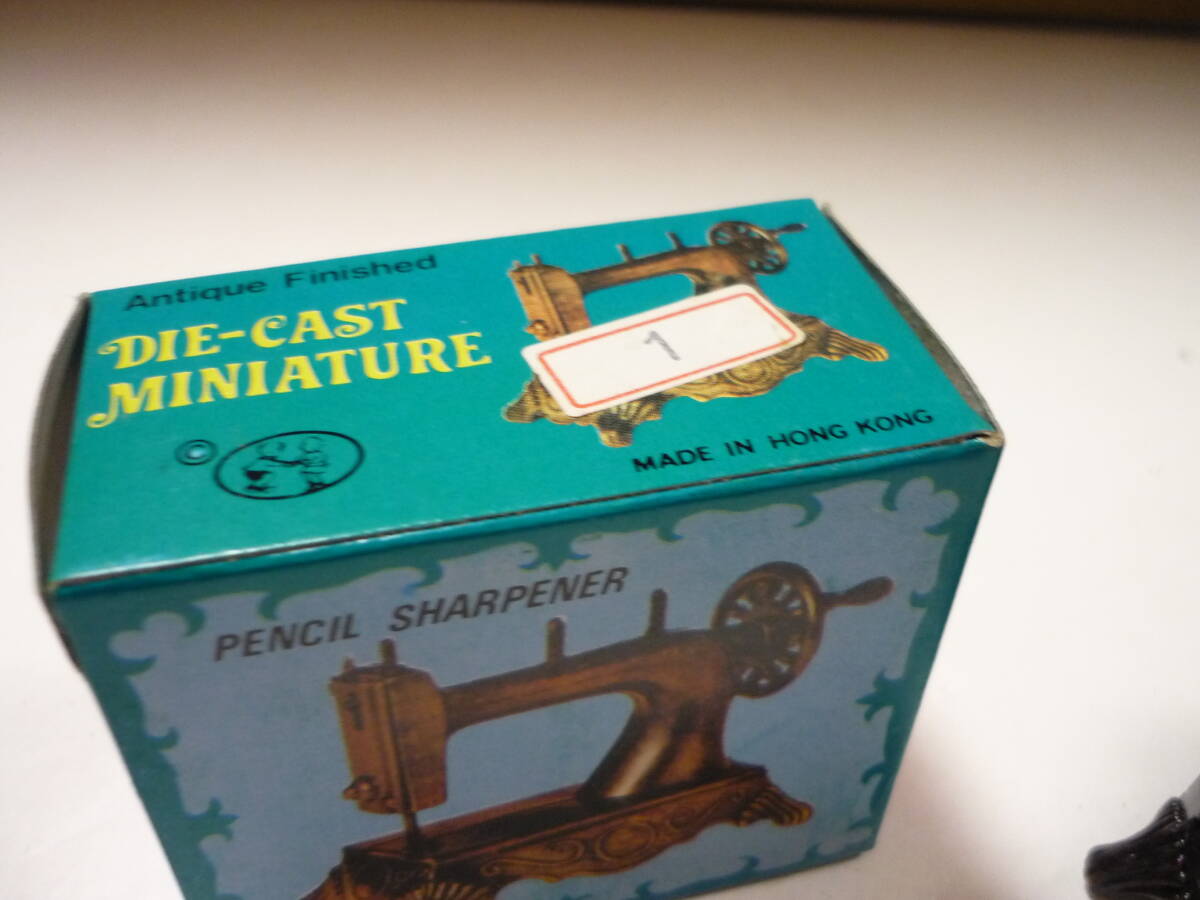 Antique Finished
DIE-CAST
MINIATURE
©
1
MADE IN HONG KONG
PENCIL SHARPENER